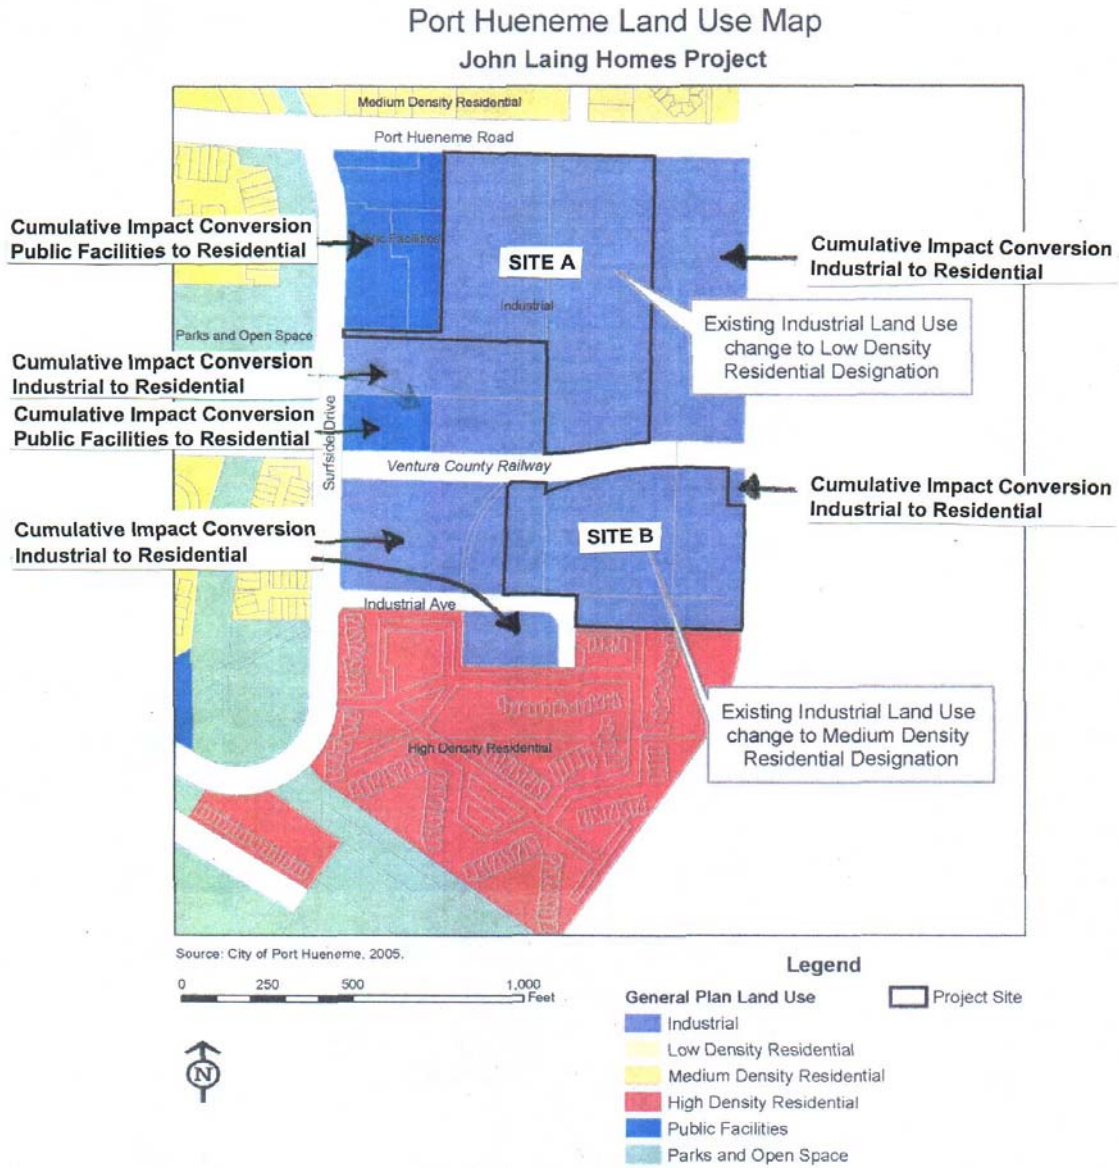 Port Hueneme Land Use Map
John Laing Homes Project
Medium Density Residential
Port Hueneme Road
Cumulative Impact Conversion
Public Facilities to Residential
Facilities
SITE A
Industrial
Cumulative Impact Conversion
Industrial to Residential
Existing Industrial Land Use
change to Low Density
Residential Designation
Parks and Open Space
Cumulative Impact Conversion
Industrial to Residential
Cumulative Impact Conversion
Public Facilities to Residential
Surfside Drive
Ventura County Railway
Cumulative Impact Conversion
Industrial to Residential
Cumulative Impact Conversion
Industrial to Residential
SITE B
Industrial Ave
Existing Industrial Land Use
change to Medium Density
Residential Designation
High Density Residential
Source: City of Port Hueneme, 2005.
0 250 500 1,000
Feet
N
Legend
General Plan Land Use
Project Site
Industrial
Low Density Residential
Medium Density Residential
High Density Residential
Public Facilities
Parks and Open Space